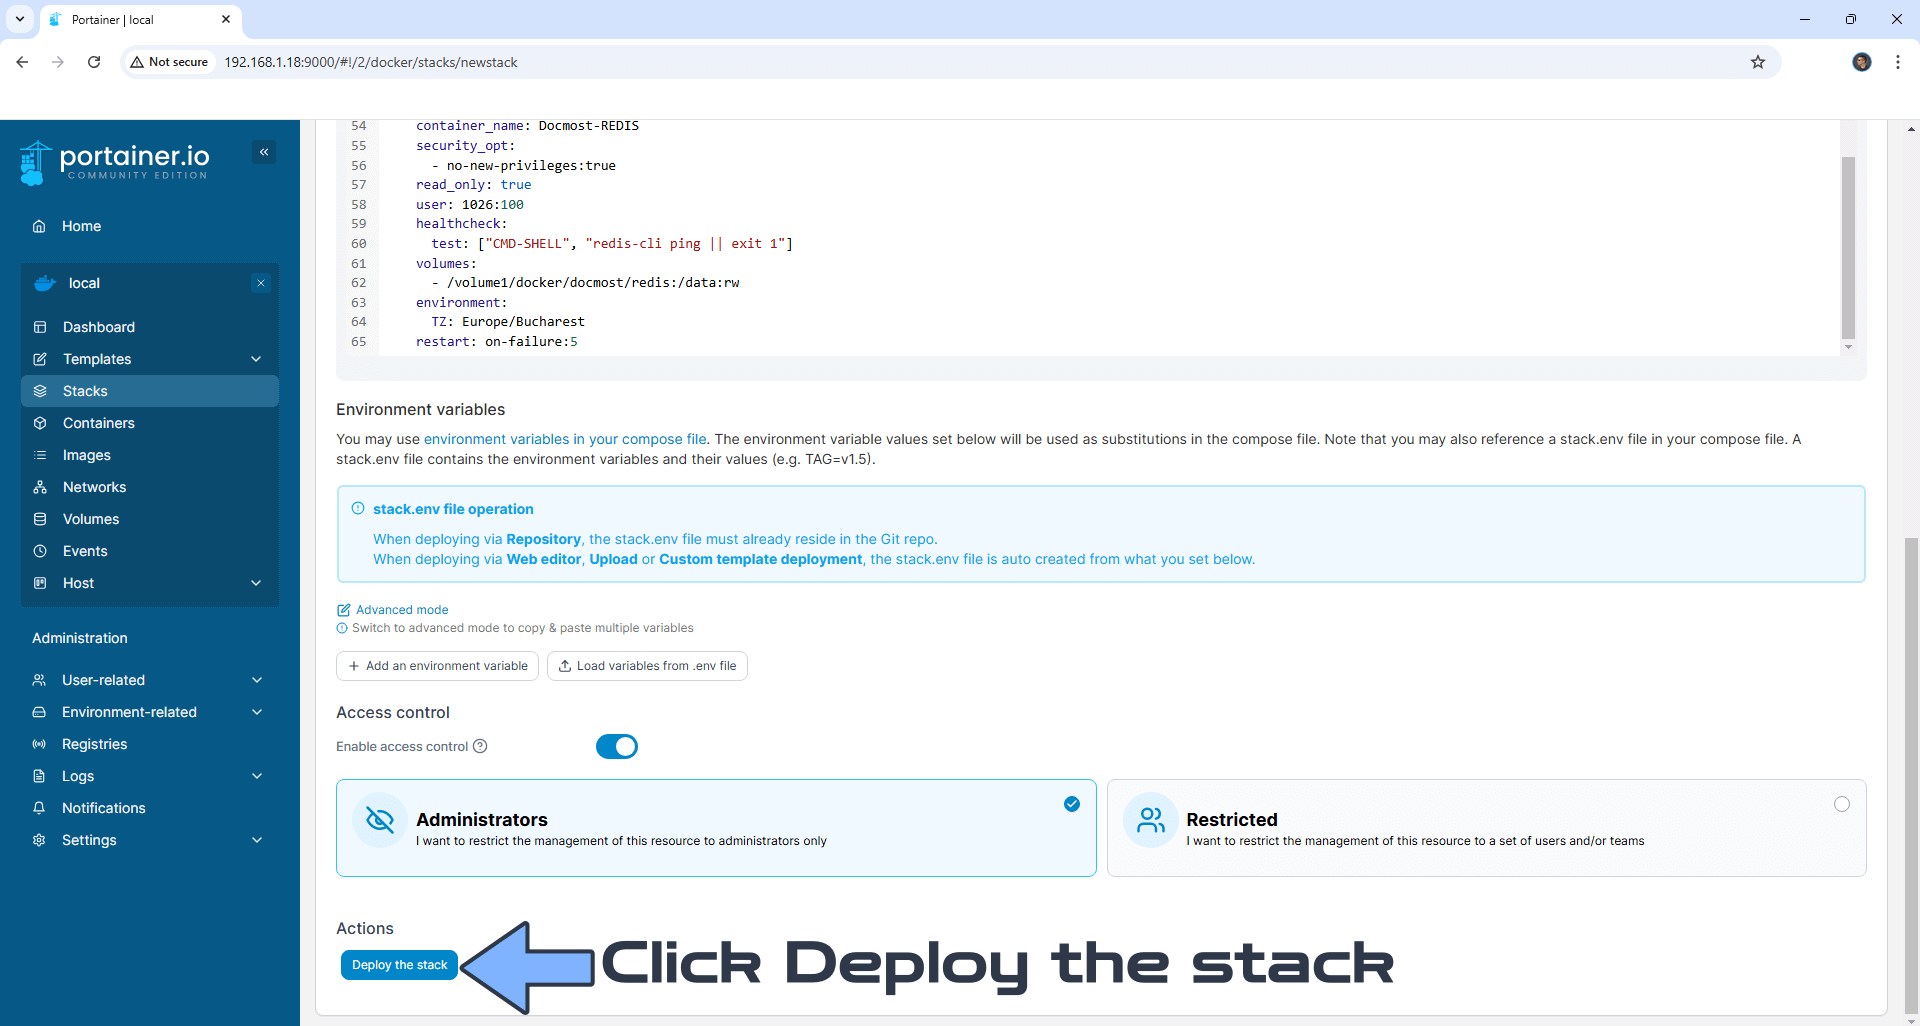 Portainer | local
Not secure
192.168.1.18:9000/#!/2/docker/stacks/newstack
portainer.io
COMMUNITY EDITION
Home
local
Dashboard
Templates
Stacks
Containers
Images
Networks
Volumes
Events
Host
Administration
User-related
Environment-related
Registries
Logs
Notifications
Settings
54 container_name: Docmost-REDIS
55 security_opt:
56 - no-new-privileges:true
57 read_only: true
58 user: 1026:100
59 healthcheck:
60 test: ["CMD-SHELL", "redis-cli ping || exit 1"]
61 volumes:
62 - /volume1/docker/docmost/redis:/data:rw
63 environment:
64 TZ: Europe/Bucharest
65 restart: on-failure:5
Environment variables
You may use environment variables in your compose file. The environment variable values set below will be used as substitutions in the compose file. Note that you may also reference a stack.env file in your compose file. A
stack.env file contains the environment variables and their values (e.g. TAG=v1.5).
stack.env file operation
When deploying via Repository, the stack.env file must already reside in the Git repo.
When deploying via Web editor, Upload or Custom template deployment, the stack.env file is auto created from what you set below.
Advanced mode
Switch to advanced mode to copy & paste multiple variables
Add an environment variable
Load variables from .env file
Access control
Enable access control
Administrators
I want to restrict the management of this resource to administrators only
Restricted
I want to restrict the management of this resource to a set of users and/or teams
Actions
Deploy the stack
Click Deploy the stack